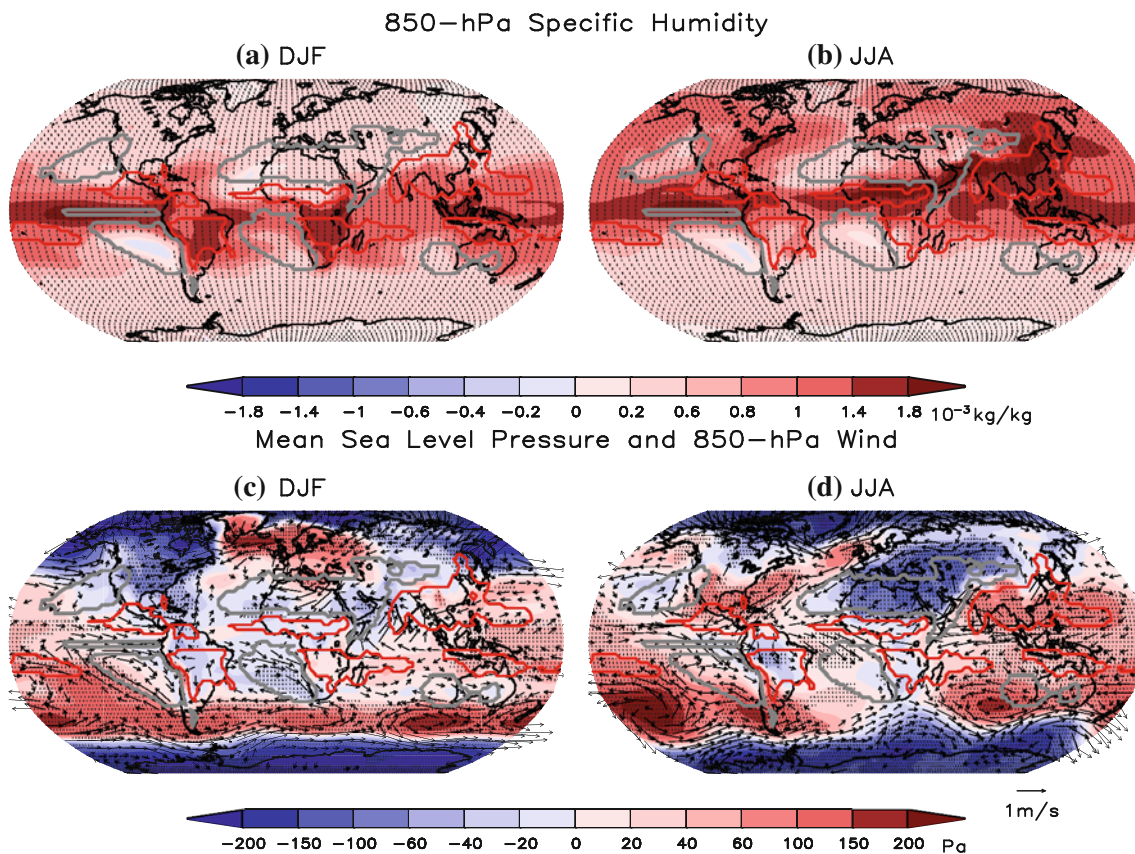 850−hPa Specific Humidity
(a) DJF
(b) JJA
−1.8 −1.4 −1 −0.6 −0.4 −0.2 0 0.2 0.6 0.8 1 1.4 1.8 10⁻³kg/kg
Mean Sea Level Pressure and 850−hPa Wind
(c) DJF
(d) JJA
1m/s
−200 −150 −100 −60 −40 −20 0 20 40 60 100 150 200 Pa